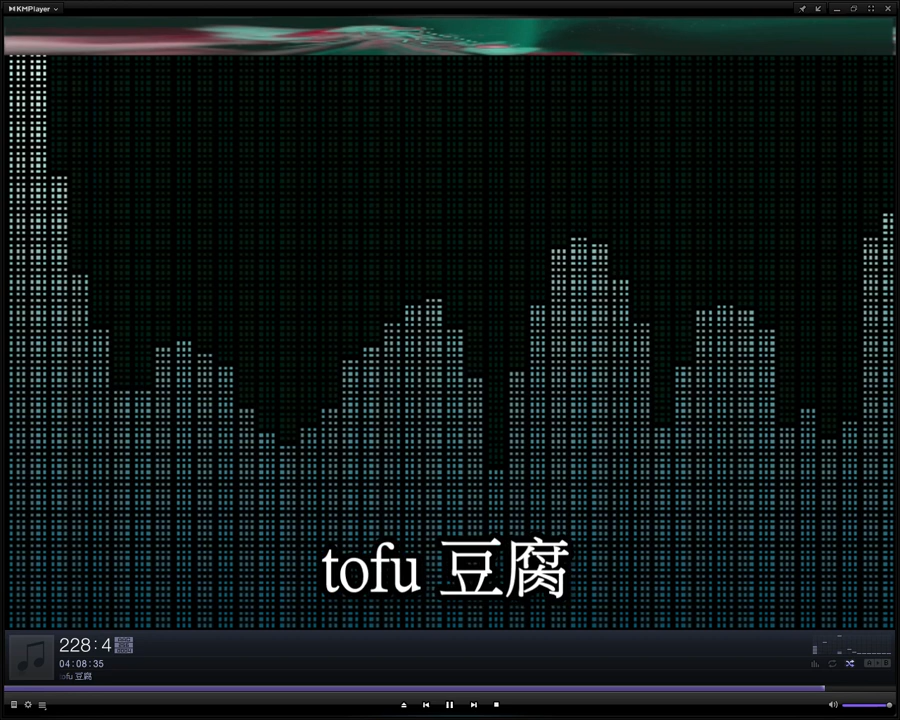 KMPlayer
tofu 豆腐
228:4
04:08:35
tofu 豆腐
A B